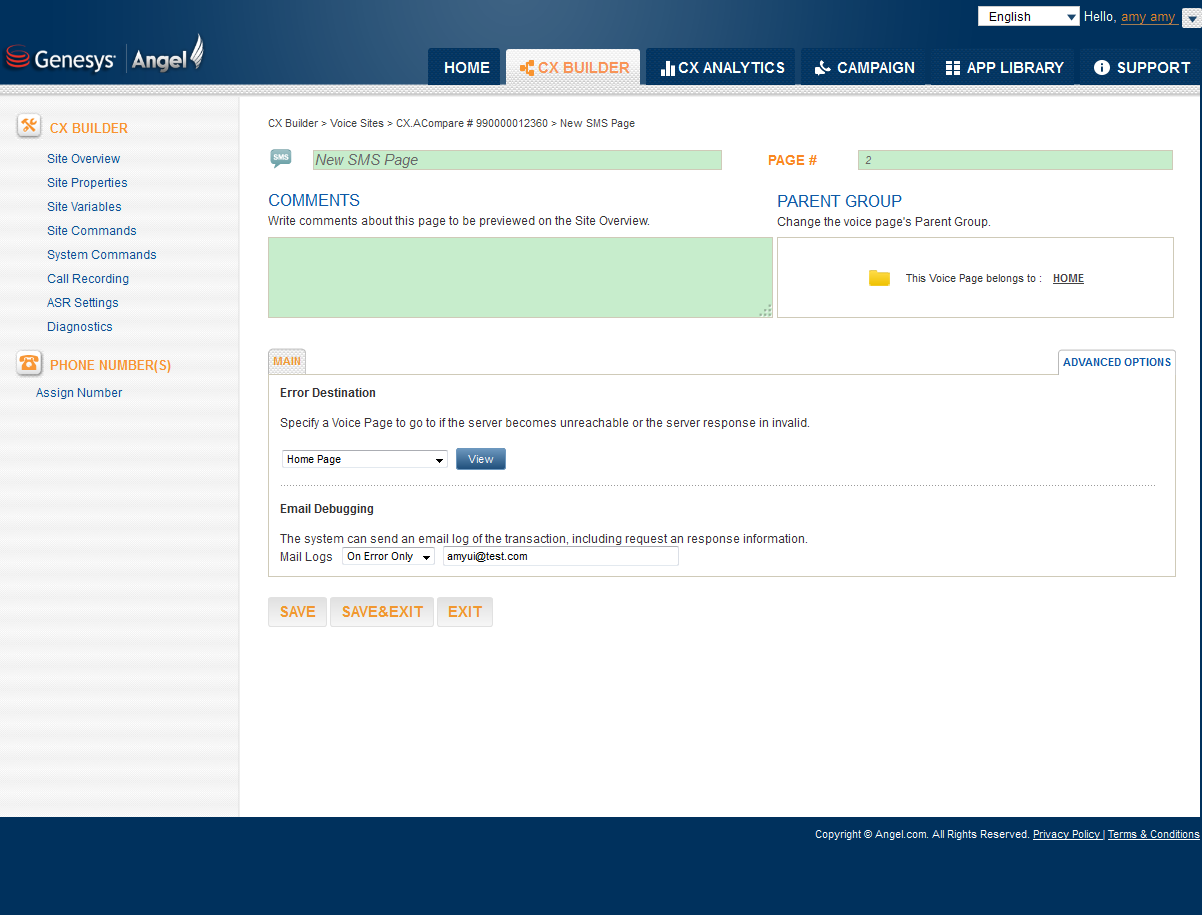 English Hello, amy amy
Genesys Angel
HOME CX BUILDER CX ANALYTICS CAMPAIGN APP LIBRARY SUPPORT
CX BUILDER
Site Overview
Site Properties
Site Variables
Site Commands
System Commands
Call Recording
ASR Settings
Diagnostics
PHONE NUMBER(S)
Assign Number
CX Builder > Voice Sites > CX.ACompare # 990000012360 > New SMS Page
SMS New SMS Page PAGE # 2
COMMENTS
Write comments about this page to be previewed on the Site Overview.
PARENT GROUP
Change the voice page's Parent Group.
This Voice Page belongs to : HOME
MAIN ADVANCED OPTIONS
Error Destination
Specify a Voice Page to go to if the server becomes unreachable or the server response in invalid.
Home Page View
Email Debugging
The system can send an email log of the transaction, including request an response information.
Mail Logs On Error Only amyui@test.com
SAVE SAVE&EXIT EXIT
Copyright © Angel.com. All Rights Reserved. Privacy Policy | Terms & Conditions